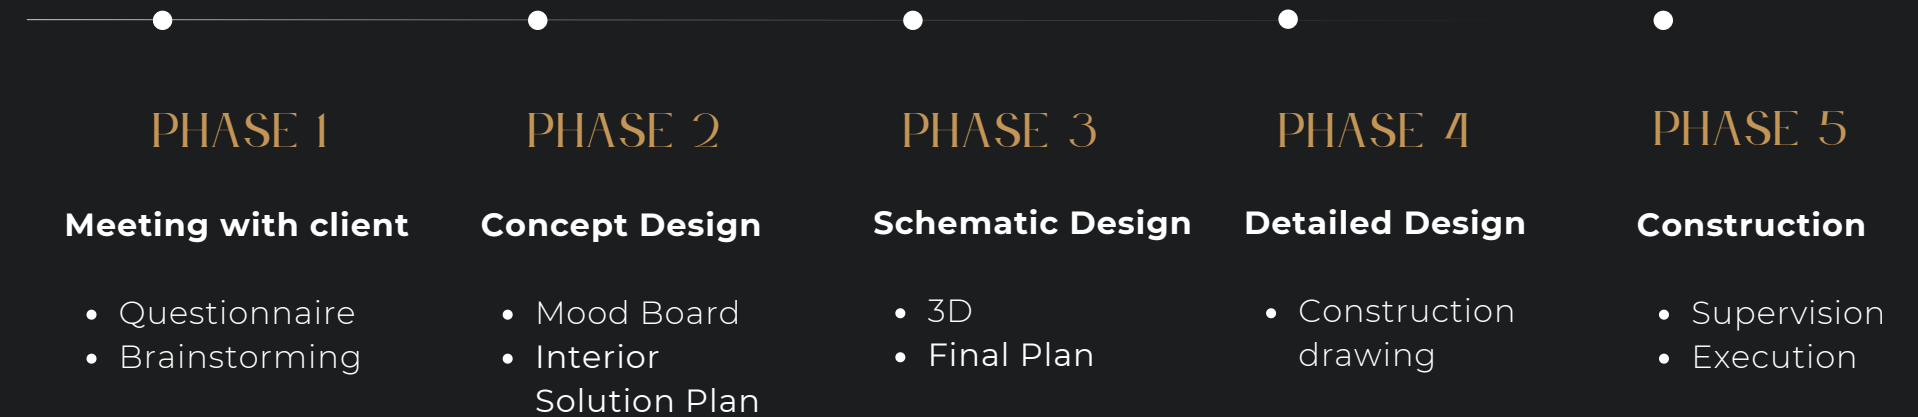 PHASE 1
Meeting with client
• Questionnaire
• Brainstorming
PHASE 2
Concept Design
• Mood Board
• Interior
Solution Plan
PHASE 3
Schematic Design
• 3D
• Final Plan
PHASE 4
Detailed Design
• Construction
drawing
PHASE 5
Construction
• Supervision
• Execution